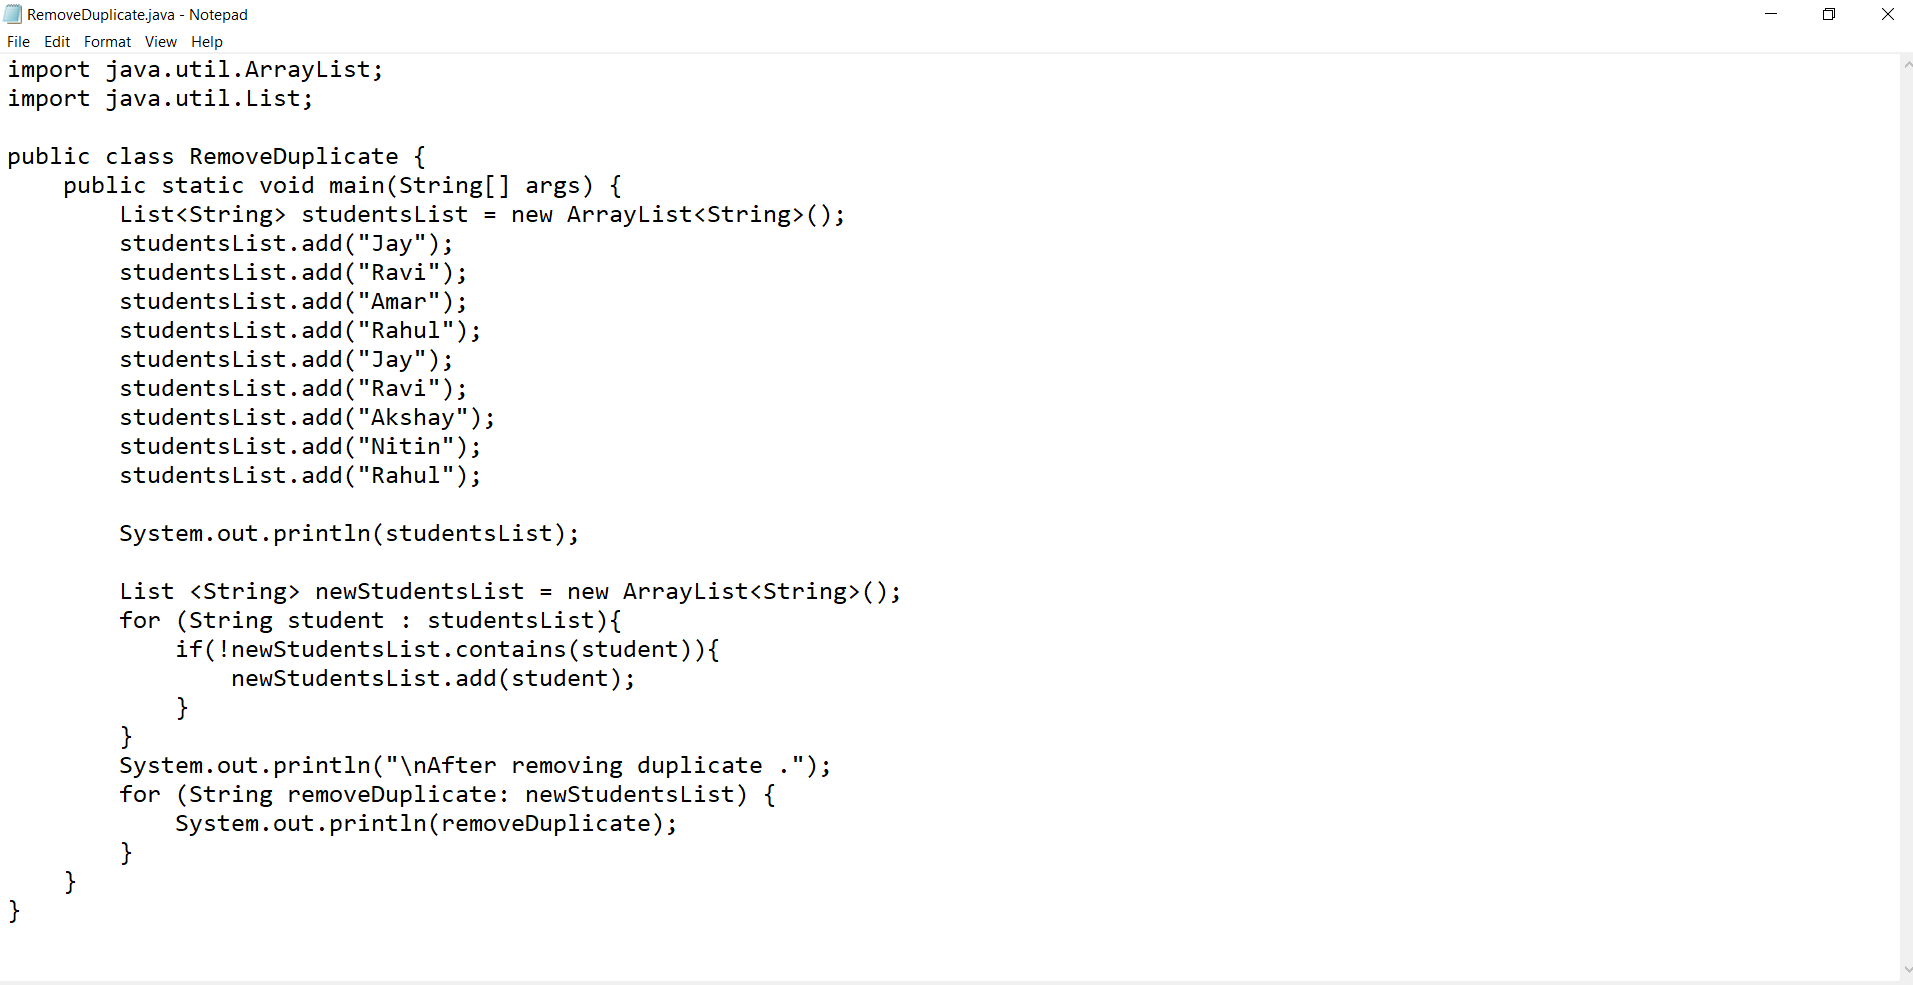 RemoveDuplicate.java - Notepad
File Edit Format View Help
import java.util.ArrayList;
import java.util.List;

public class RemoveDuplicate {
    public static void main(String[] args) {
        List<String> studentsList = new ArrayList<String>();
        studentsList.add("Jay");
        studentsList.add("Ravi");
        studentsList.add("Amar");
        studentsList.add("Rahul");
        studentsList.add("Jay");
        studentsList.add("Ravi");
        studentsList.add("Akshay");
        studentsList.add("Nitin");
        studentsList.add("Rahul");

        System.out.println(studentsList);

        List <String> newStudentsList = new ArrayList<String>();
        for (String student : studentsList){
            if(!newStudentsList.contains(student)){
                newStudentsList.add(student);
            }
        }
        System.out.println("\nAfter removing duplicate .");
        for (String removeDuplicate: newStudentsList) {
            System.out.println(removeDuplicate);
        }
    }
}